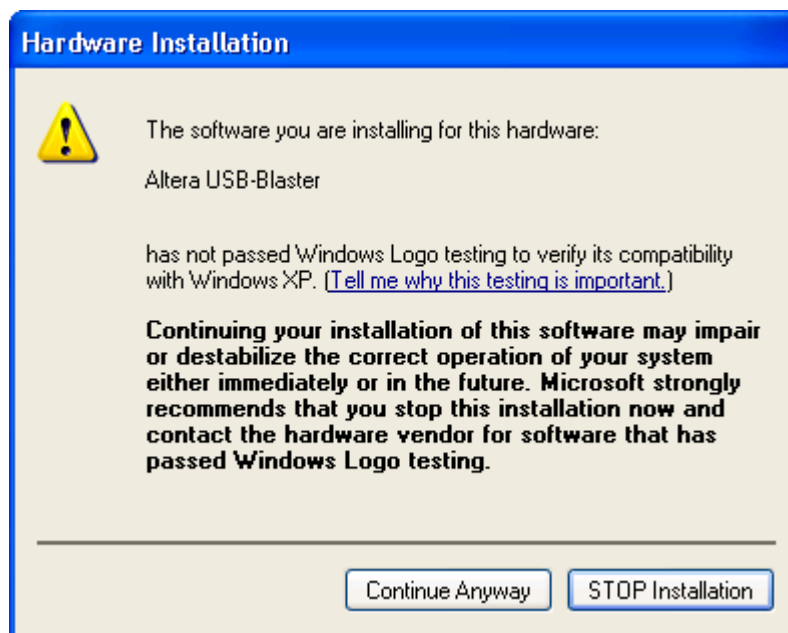 Hardware Installation
The software you are installing for this hardware:
Altera USB-Blaster
has not passed Windows Logo testing to verify its compatibility
with Windows XP. (Tell me why this testing is important.)
Continuing your installation of this software may impair
or destabilize the correct operation of your system
either immediately or in the future. Microsoft strongly
recommends that you stop this installation now and
contact the hardware vendor for software that has
passed Windows Logo testing.
Continue Anyway
STOP Installation